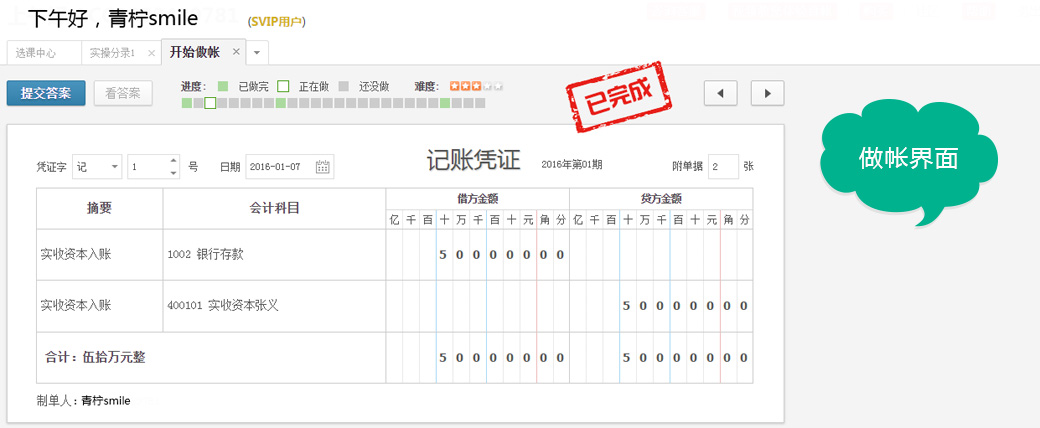 下午好，青柠smile (SVIP用户)
选课中心 实操分录1 × 开始做帐 ×
提交答案 看答案 进度： 已做完 正在做 还没做 难度：
已完成
做帐界面
凭证字 记 1 号 日期 2016-01-07 记账凭证 2016年第01期 附单据 2 张
摘要 会计科目 借方金额 贷方金额
亿 千 百 十 万 千 百 十 元 角 分 亿 千 百 十 万 千 百 十 元 角 分
实收资本入账 1002 银行存款 5 0 0 0 0 0 0 0
实收资本入账 400101 实收资本张义 5 0 0 0 0 0 0 0
合计：伍拾万元整 5 0 0 0 0 0 0 0 5 0 0 0 0 0 0 0
制单人：青柠smile